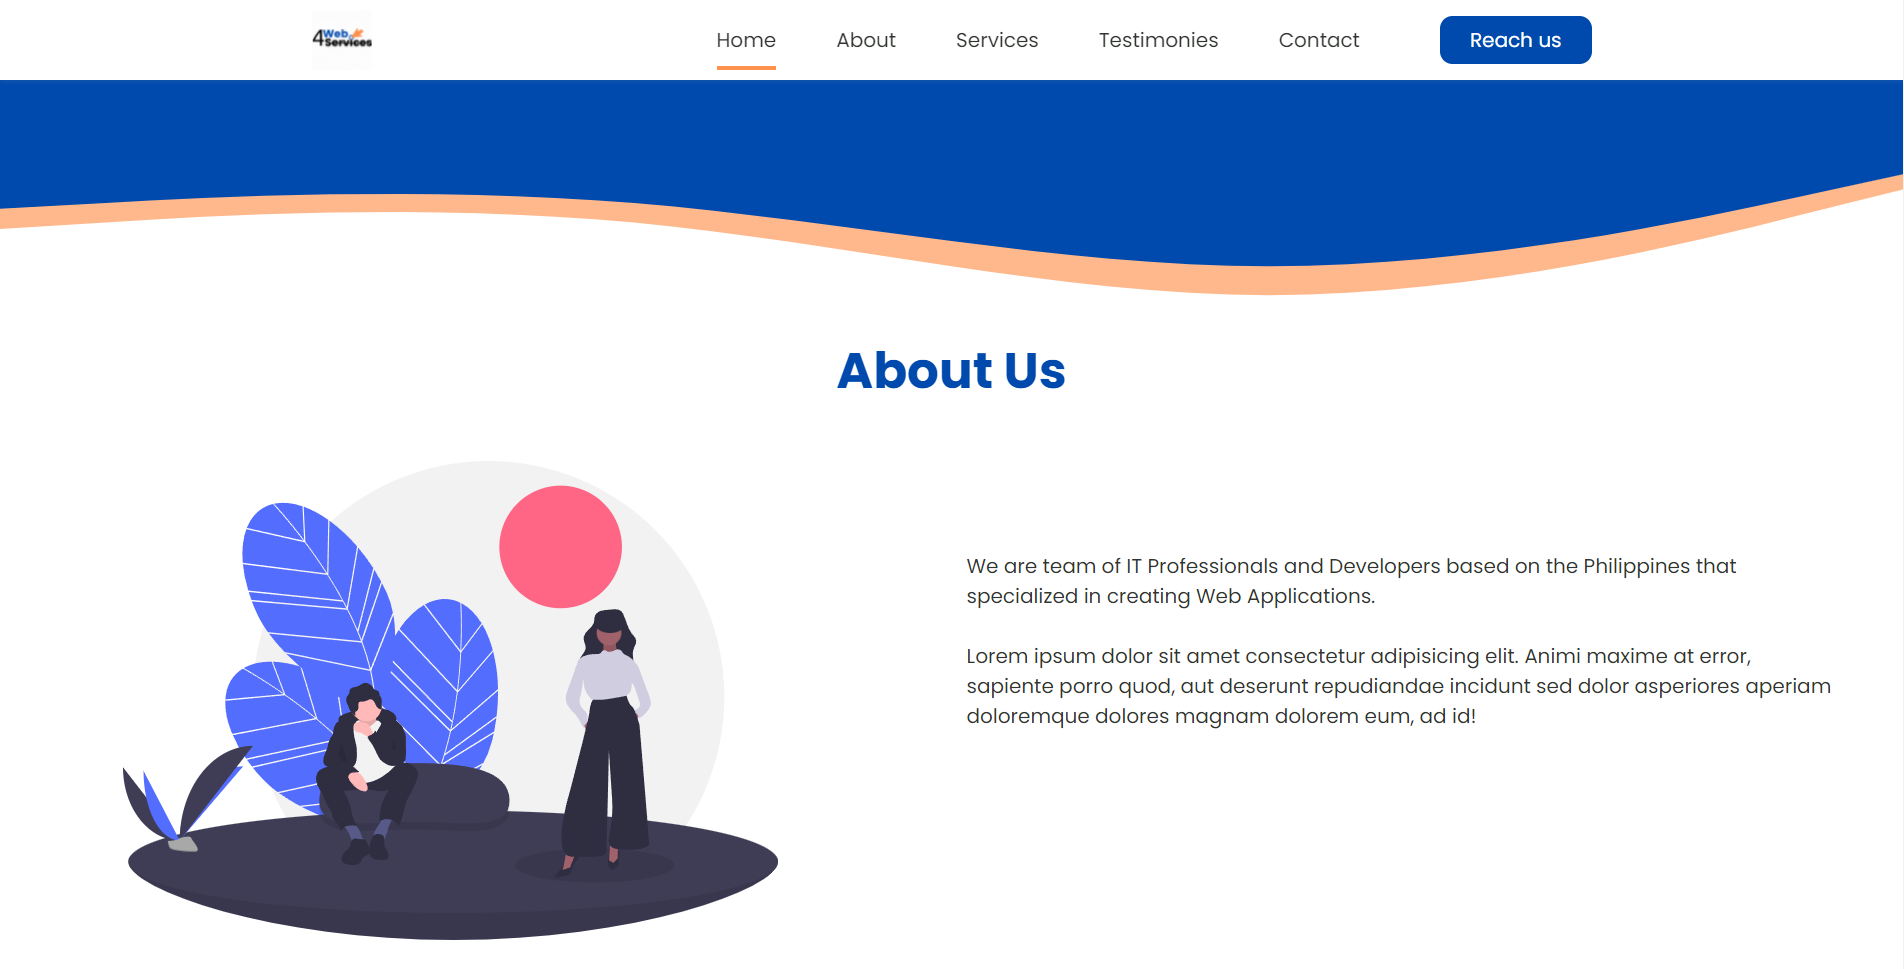 4Web Services
Home
About
Services
Testimonies
Contact
Reach us
About Us
We are team of IT Professionals and Developers based on the Philippines that
specialized in creating Web Applications.
Lorem ipsum dolor sit amet consectetur adipisicing elit. Animi maxime at error,
sapiente porro quod, aut deserunt repudiandae incidunt sed dolor asperiores aperiam
doloremque dolores magnam dolorem eum, ad id!